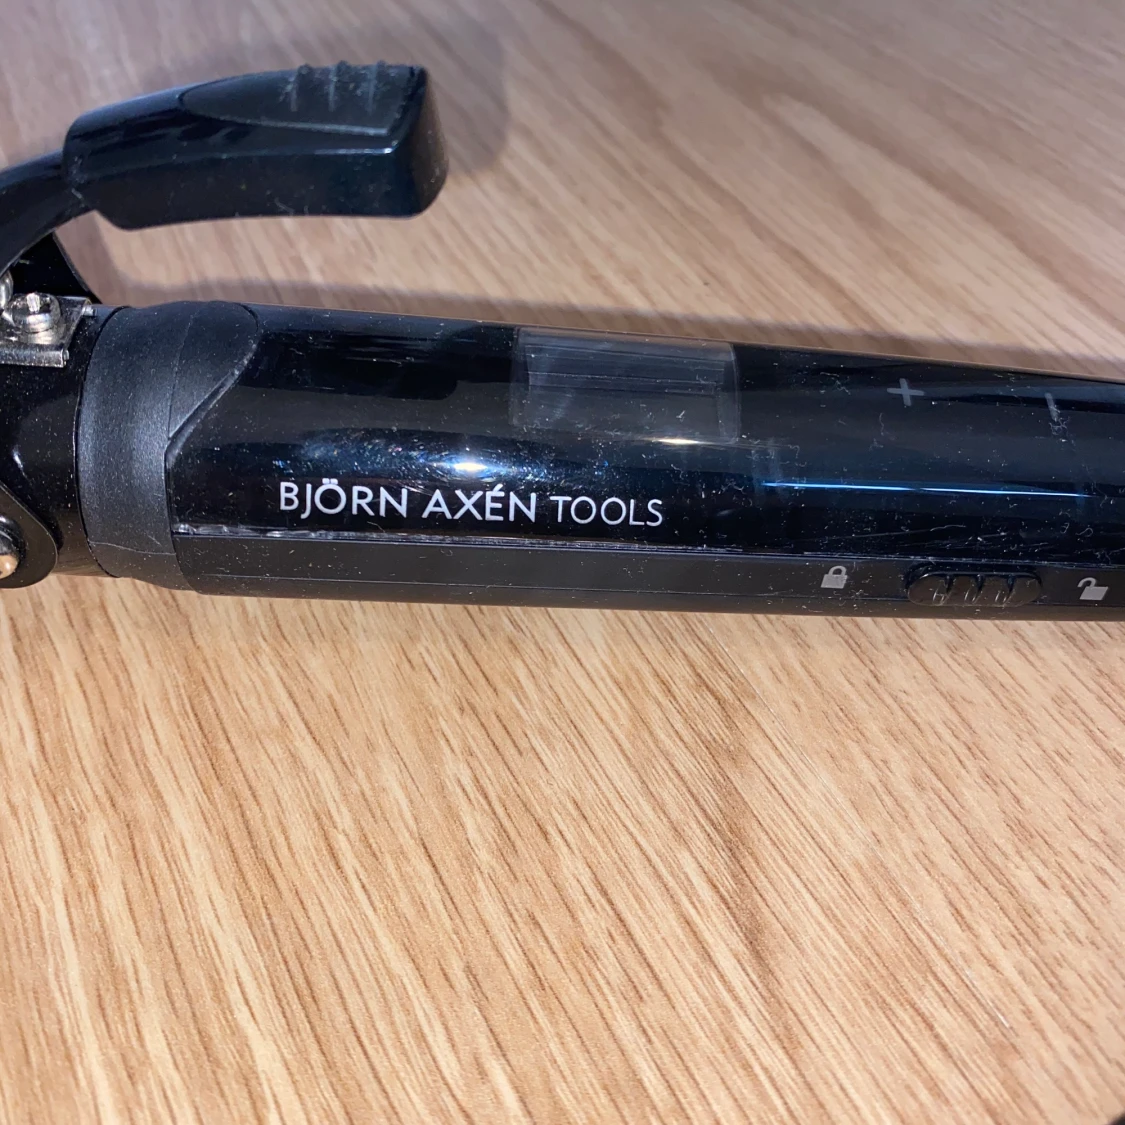 BJÖRN AXÉN TOOLS
+ -